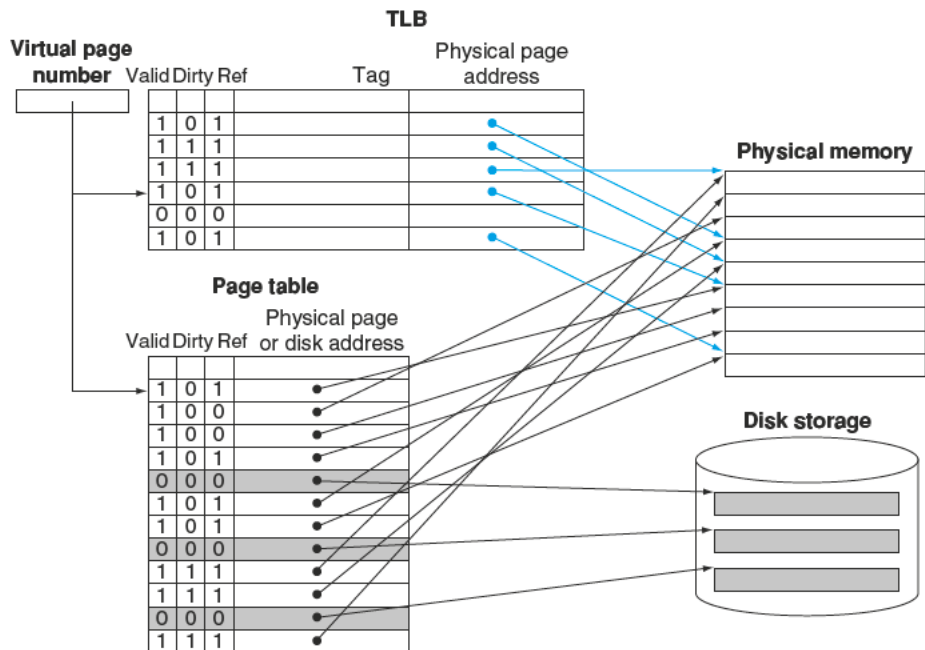 TLB
Virtual page
number
Valid Dirty Ref
Tag
Physical page
address
1 0 1
1 1 1
1 1 1
1 0 1
0 0 0
1 0 1
Physical memory
Page table
Valid Dirty Ref
Physical page
or disk address
1 0 1
1 0 0
1 0 0
1 0 1
0 0 0
1 0 1
1 0 1
0 0 0
1 1 1
1 1 1
0 0 0
1 1 1
Disk storage